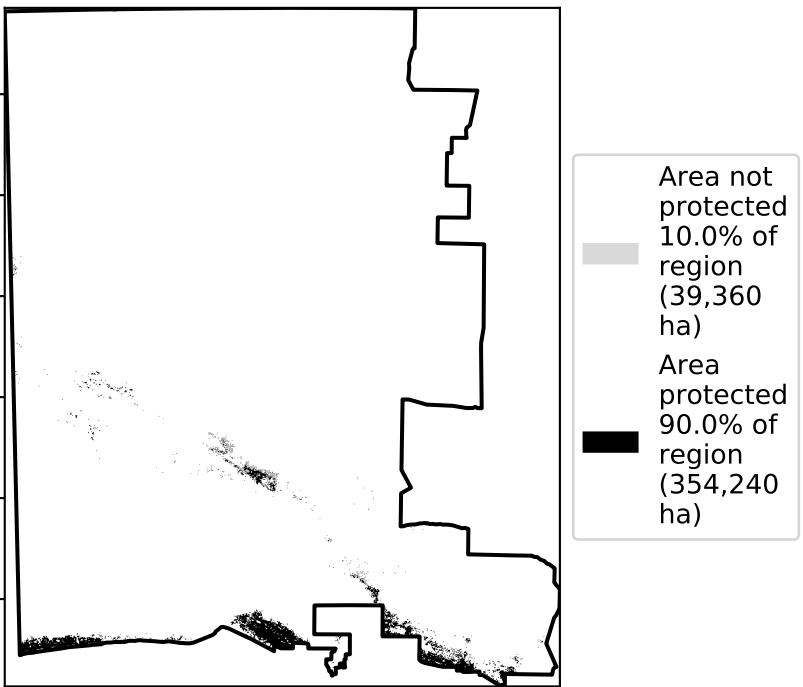 Area not
protected
10.0% of
region
(39,360
ha)
Area
protected
90.0% of
region
(354,240
ha)